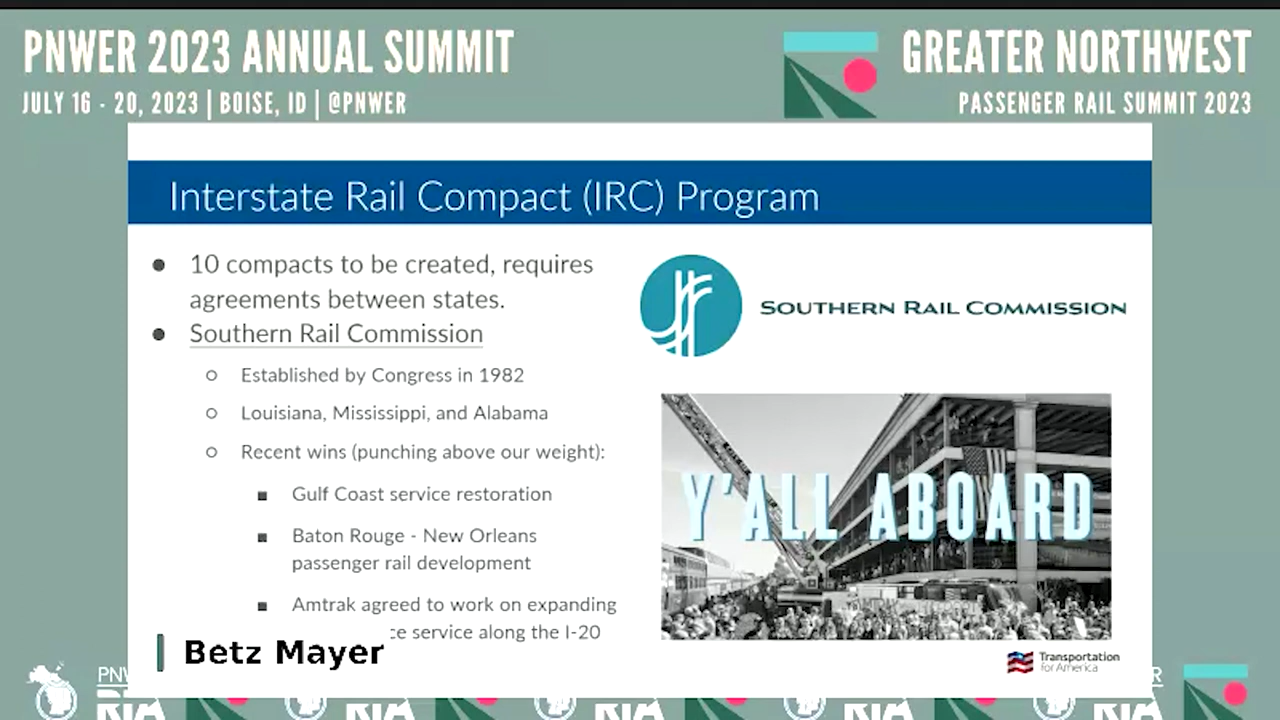 PNWER 2023 ANNUAL SUMMIT
JULY 16 - 20, 2023 | BOISE, ID | @PNWER
GREATER NORTHWEST
PASSENGER RAIL SUMMIT 2023
Interstate Rail Compact (IRC) Program
● 10 compacts to be created, requires
agreements between states.
● Southern Rail Commission
○ Established by Congress in 1982
○ Louisiana, Mississippi, and Alabama
○ Recent wins (punching above our weight):
■ Gulf Coast service restoration
■ Baton Rouge - New Orleans
passenger rail development
■ Amtrak agreed to work on expanding
ce service along the I-20
SOUTHERN RAIL COMMISSION
Y'ALL ABOARD
Betz Mayer
Transportation
for America